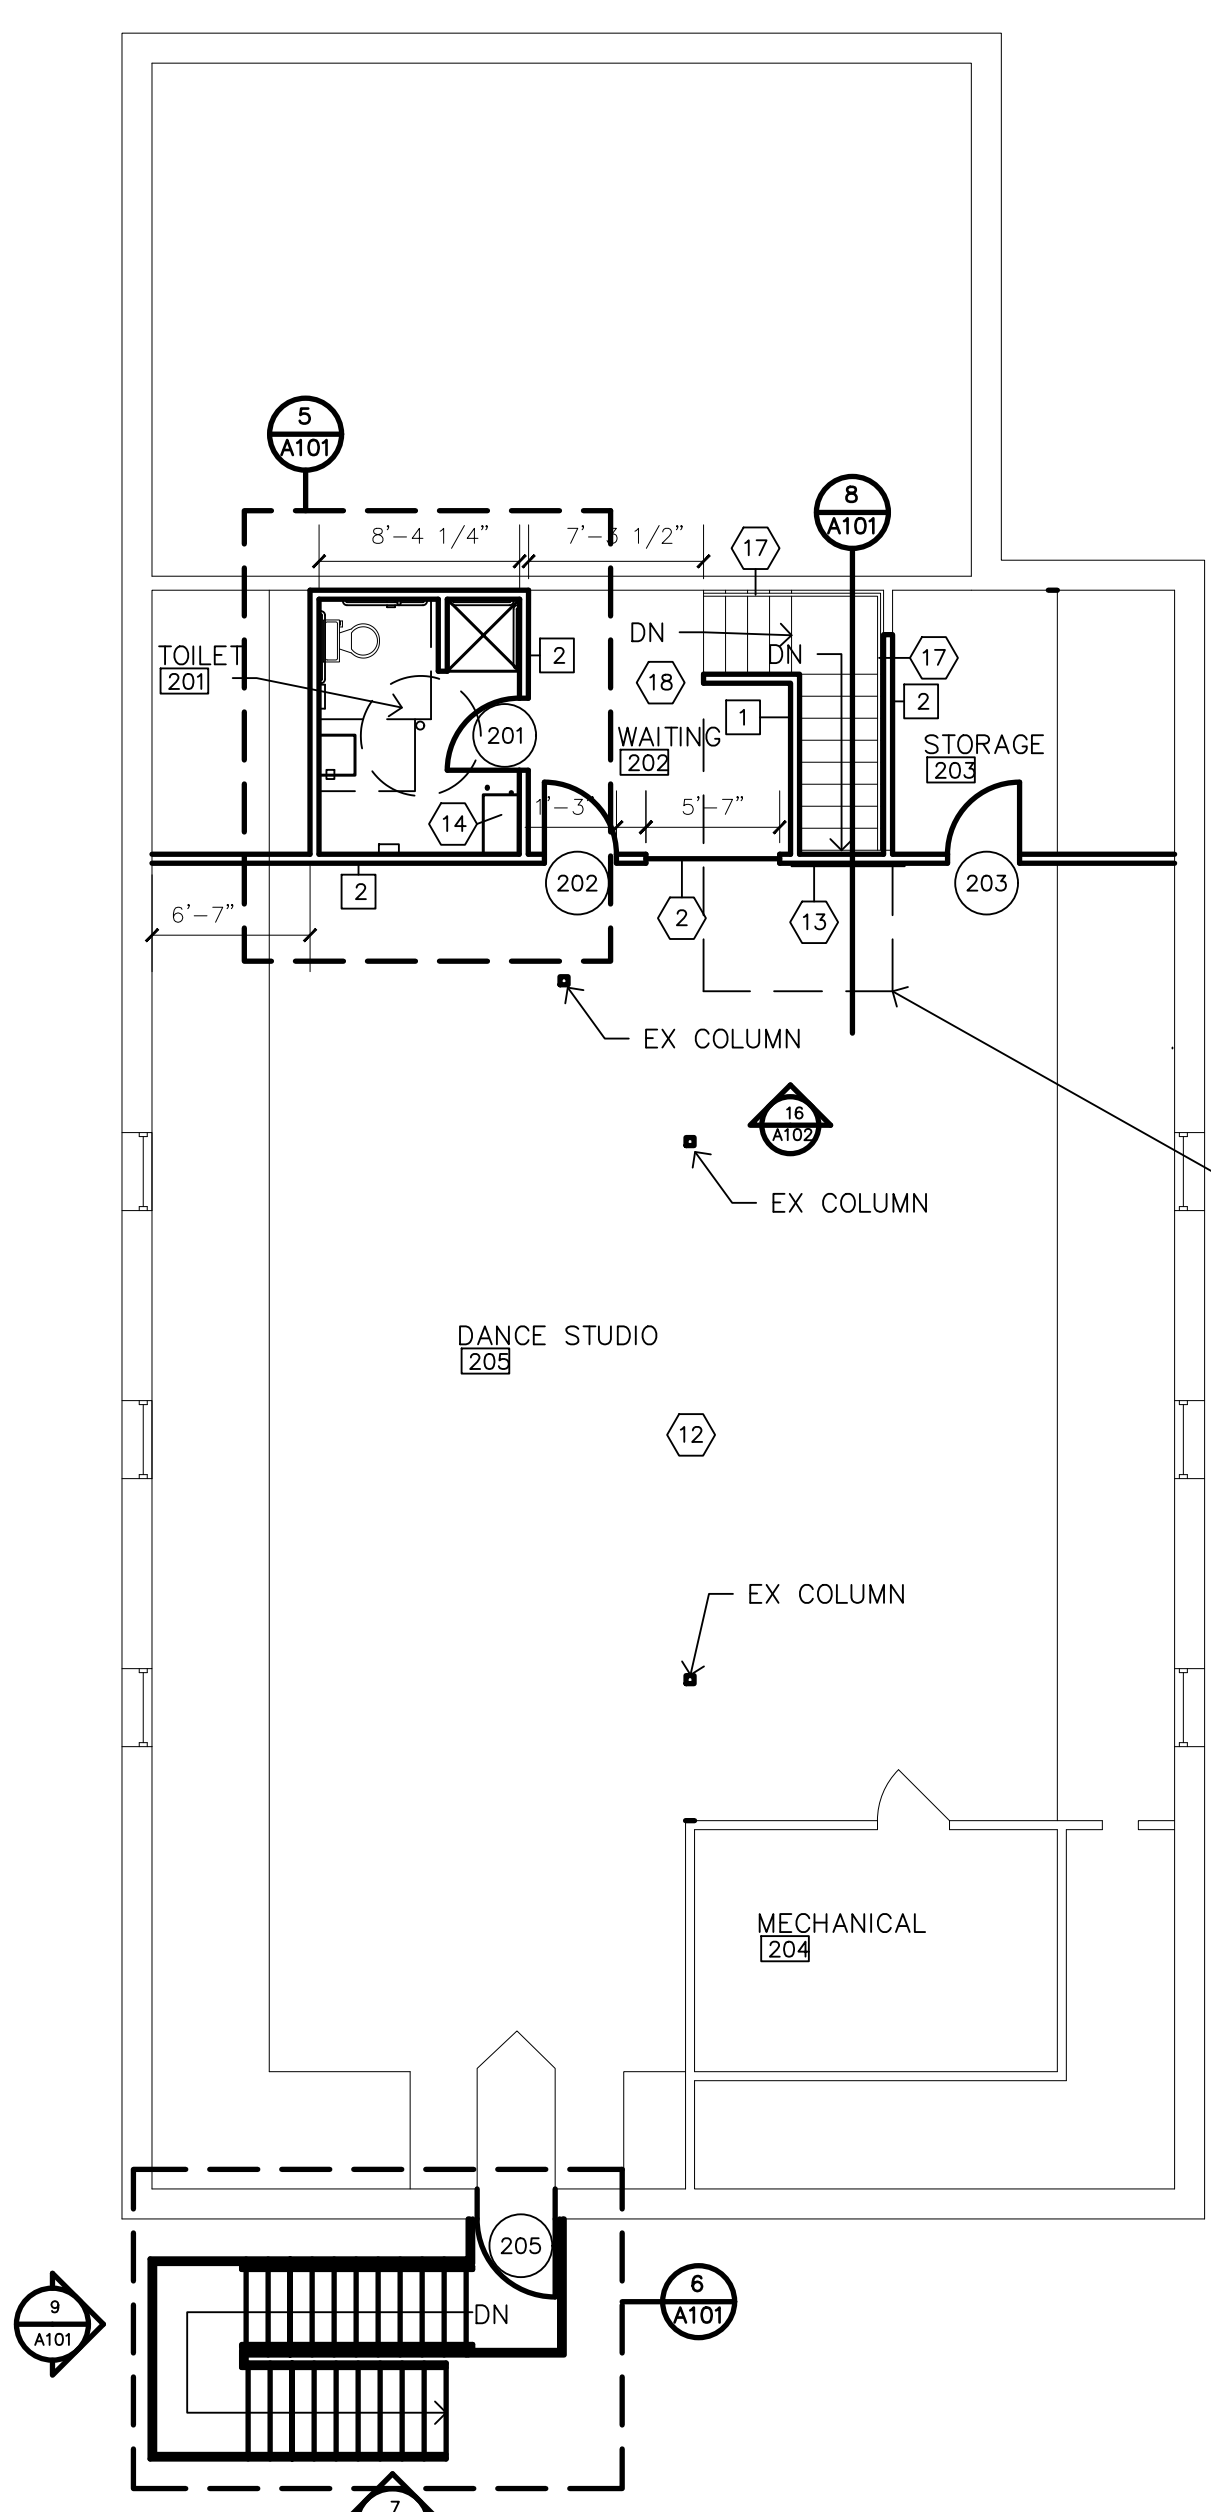 5
A101
8
A101
8'-4 1/4"
7'-3 1/2"
17
DN
DN
TOILET
201
2
18
17
2
1
201
WAITING
202
STORAGE
203
1'-3"
5'-7"
14
202
203
2
2
13
6'-7"
EX COLUMN
16
A102
EX COLUMN
DANCE STUDIO
205
12
EX COLUMN
MECHANICAL
204
205
6
A101
9
A101
DN
7